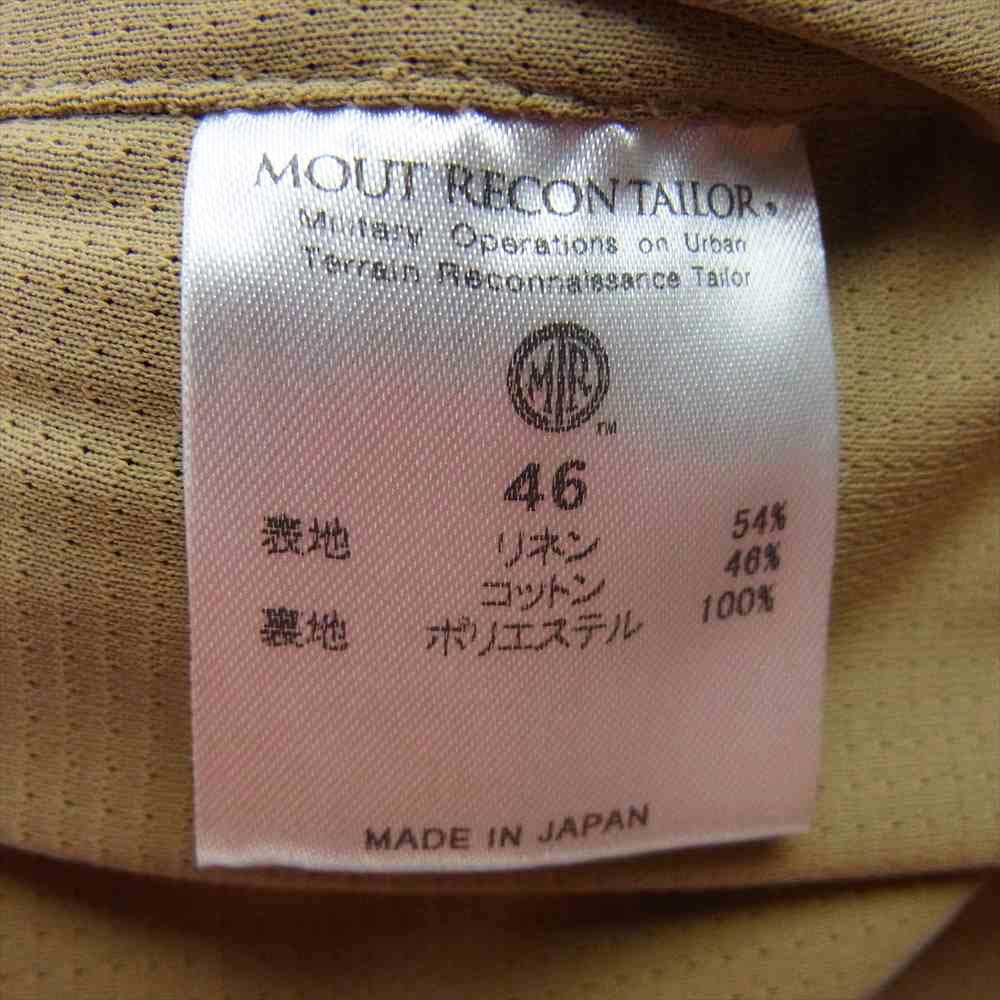 MOUT RECON TAILOR.
Military Operations on Urban
Terrain Reconnaissance Tailor
MTR
TM
46
表地 リネン 54%
コットン 46%
裏地 ポリエステル 100%
MADE IN JAPAN